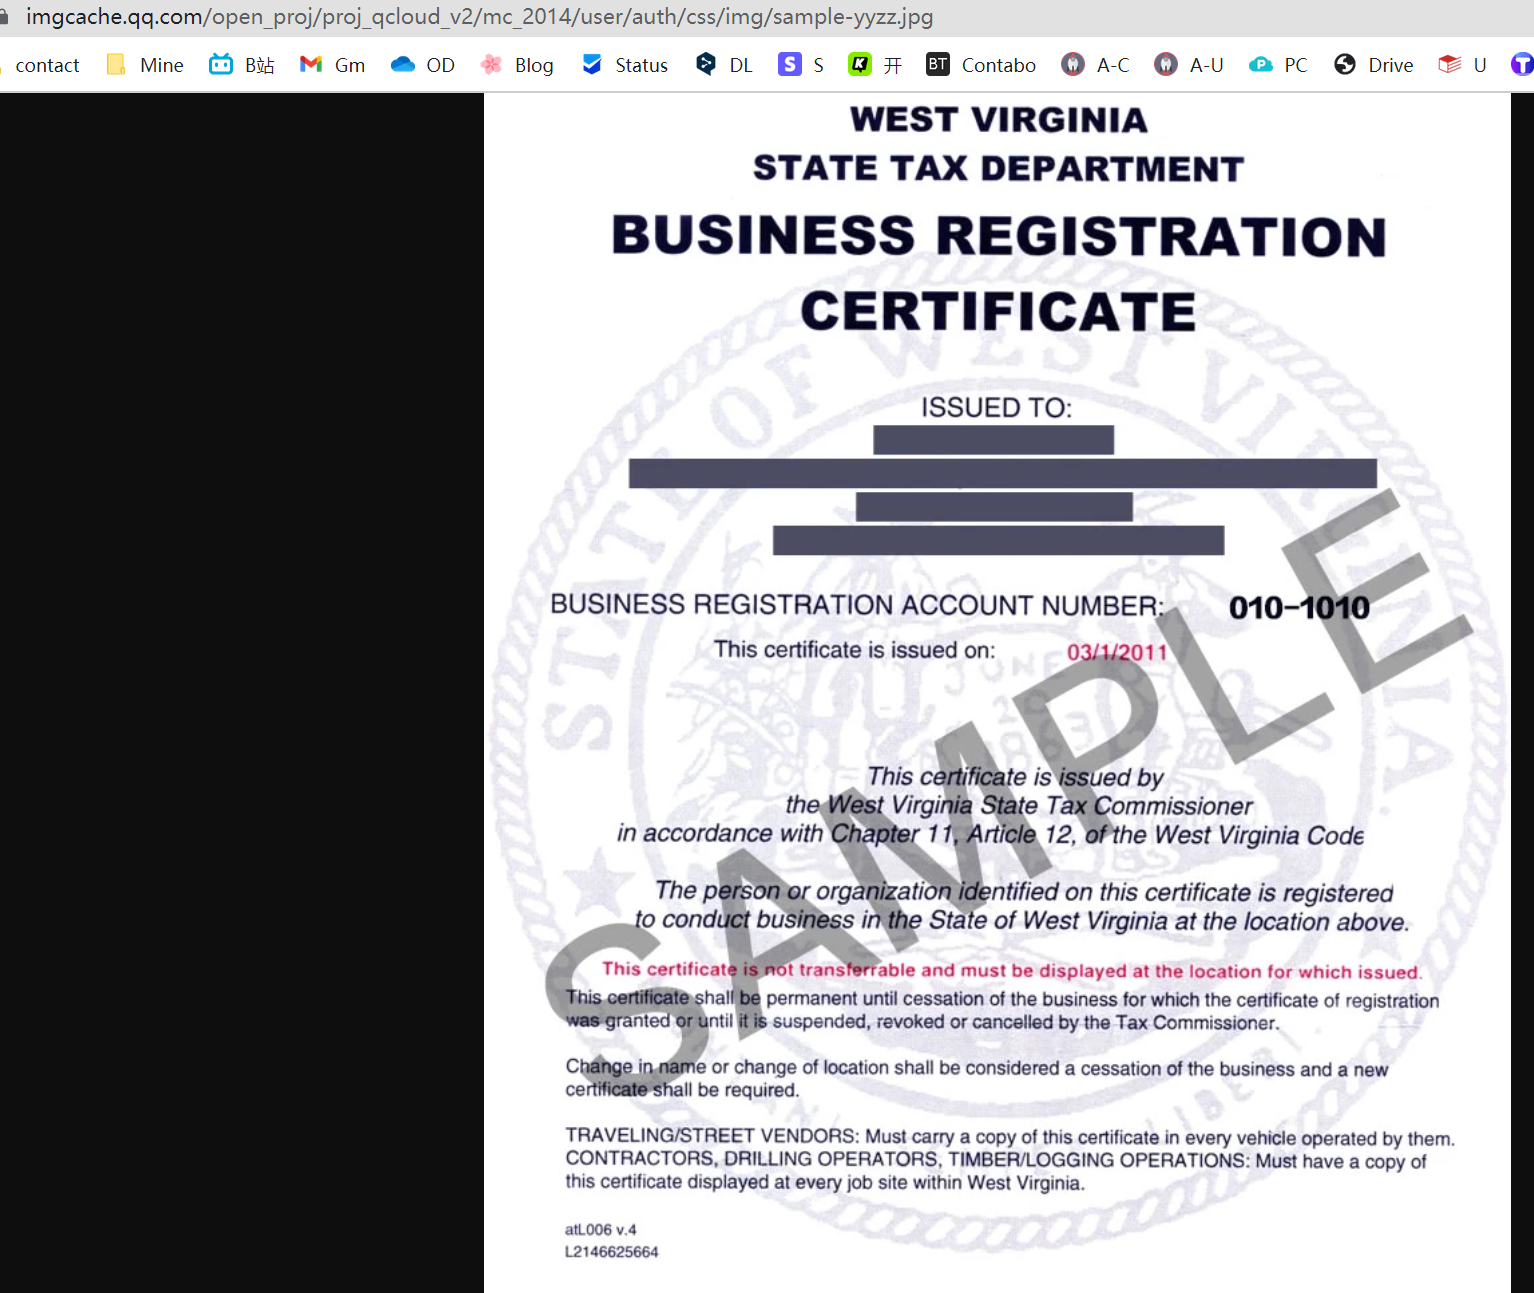 imgcache.qq.com/open_proj/proj_qcloud_v2/mc_2014/user/auth/css/img/sample-yyzz.jpg
contact Mine B站 Gm OD Blog Status DL S S 开 BT Contabo A-C A-U PC Drive U
WEST VIRGINIA
STATE TAX DEPARTMENT
BUSINESS REGISTRATION
CERTIFICATE
ISSUED TO:
BUSINESS REGISTRATION ACCOUNT NUMBER: 010-1010
This certificate is issued on: 03/1/2011
This certificate is issued by
the West Virginia State Tax Commissioner
in accordance with Chapter 11, Article 12, of the West Virginia Code
The person or organization identified on this certificate is registered
to conduct business in the State of West Virginia at the location above.
This certificate is not transferrable and must be displayed at the location for which issued.
This certificate shall be permanent until cessation of the business for which the certificate of registration
was granted or until it is suspended, revoked or cancelled by the Tax Commissioner.
Change in name or change of location shall be considered a cessation of the business and a new
certificate shall be required.
TRAVELING/STREET VENDORS: Must carry a copy of this certificate in every vehicle operated by them.
CONTRACTORS, DRILLING OPERATORS, TIMBER/LOGGING OPERATIONS: Must have a copy of
this certificate displayed at every job site within West Virginia.
atL006 v.4
L2146625664
SAMPLE
STATE OF WEST VIRGINIA
JUNE
20
1863